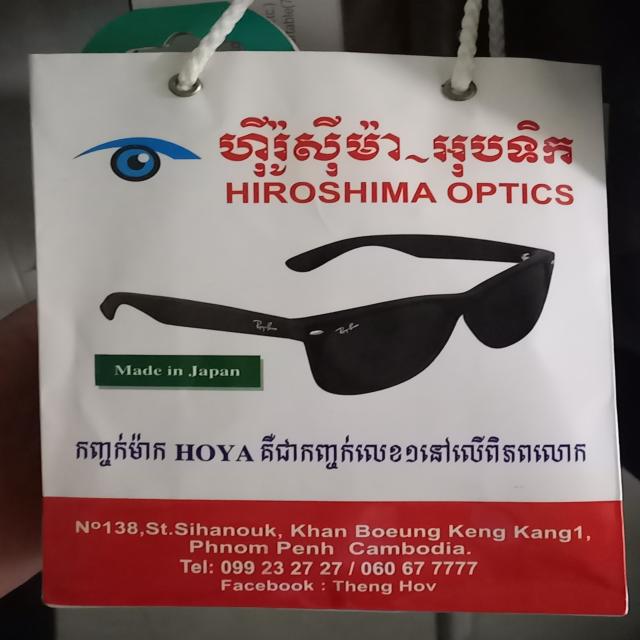 ហ៊ីរ៉ូស៊ីម៉ា~អុបទិក
HIROSHIMA OPTICS
Ray-Ban
Ray-Ban
Made in Japan
កញ្ចក់ម៉ាក HOYA គឺជាកញ្ចក់លេខ១នៅលើពិភពលោក
Nº138,St.Sihanouk, Khan Boeung Keng Kang1,
Phnom Penh Cambodia.
Tel: 099 23 27 27 / 060 67 7777
Facebook : Theng Hov